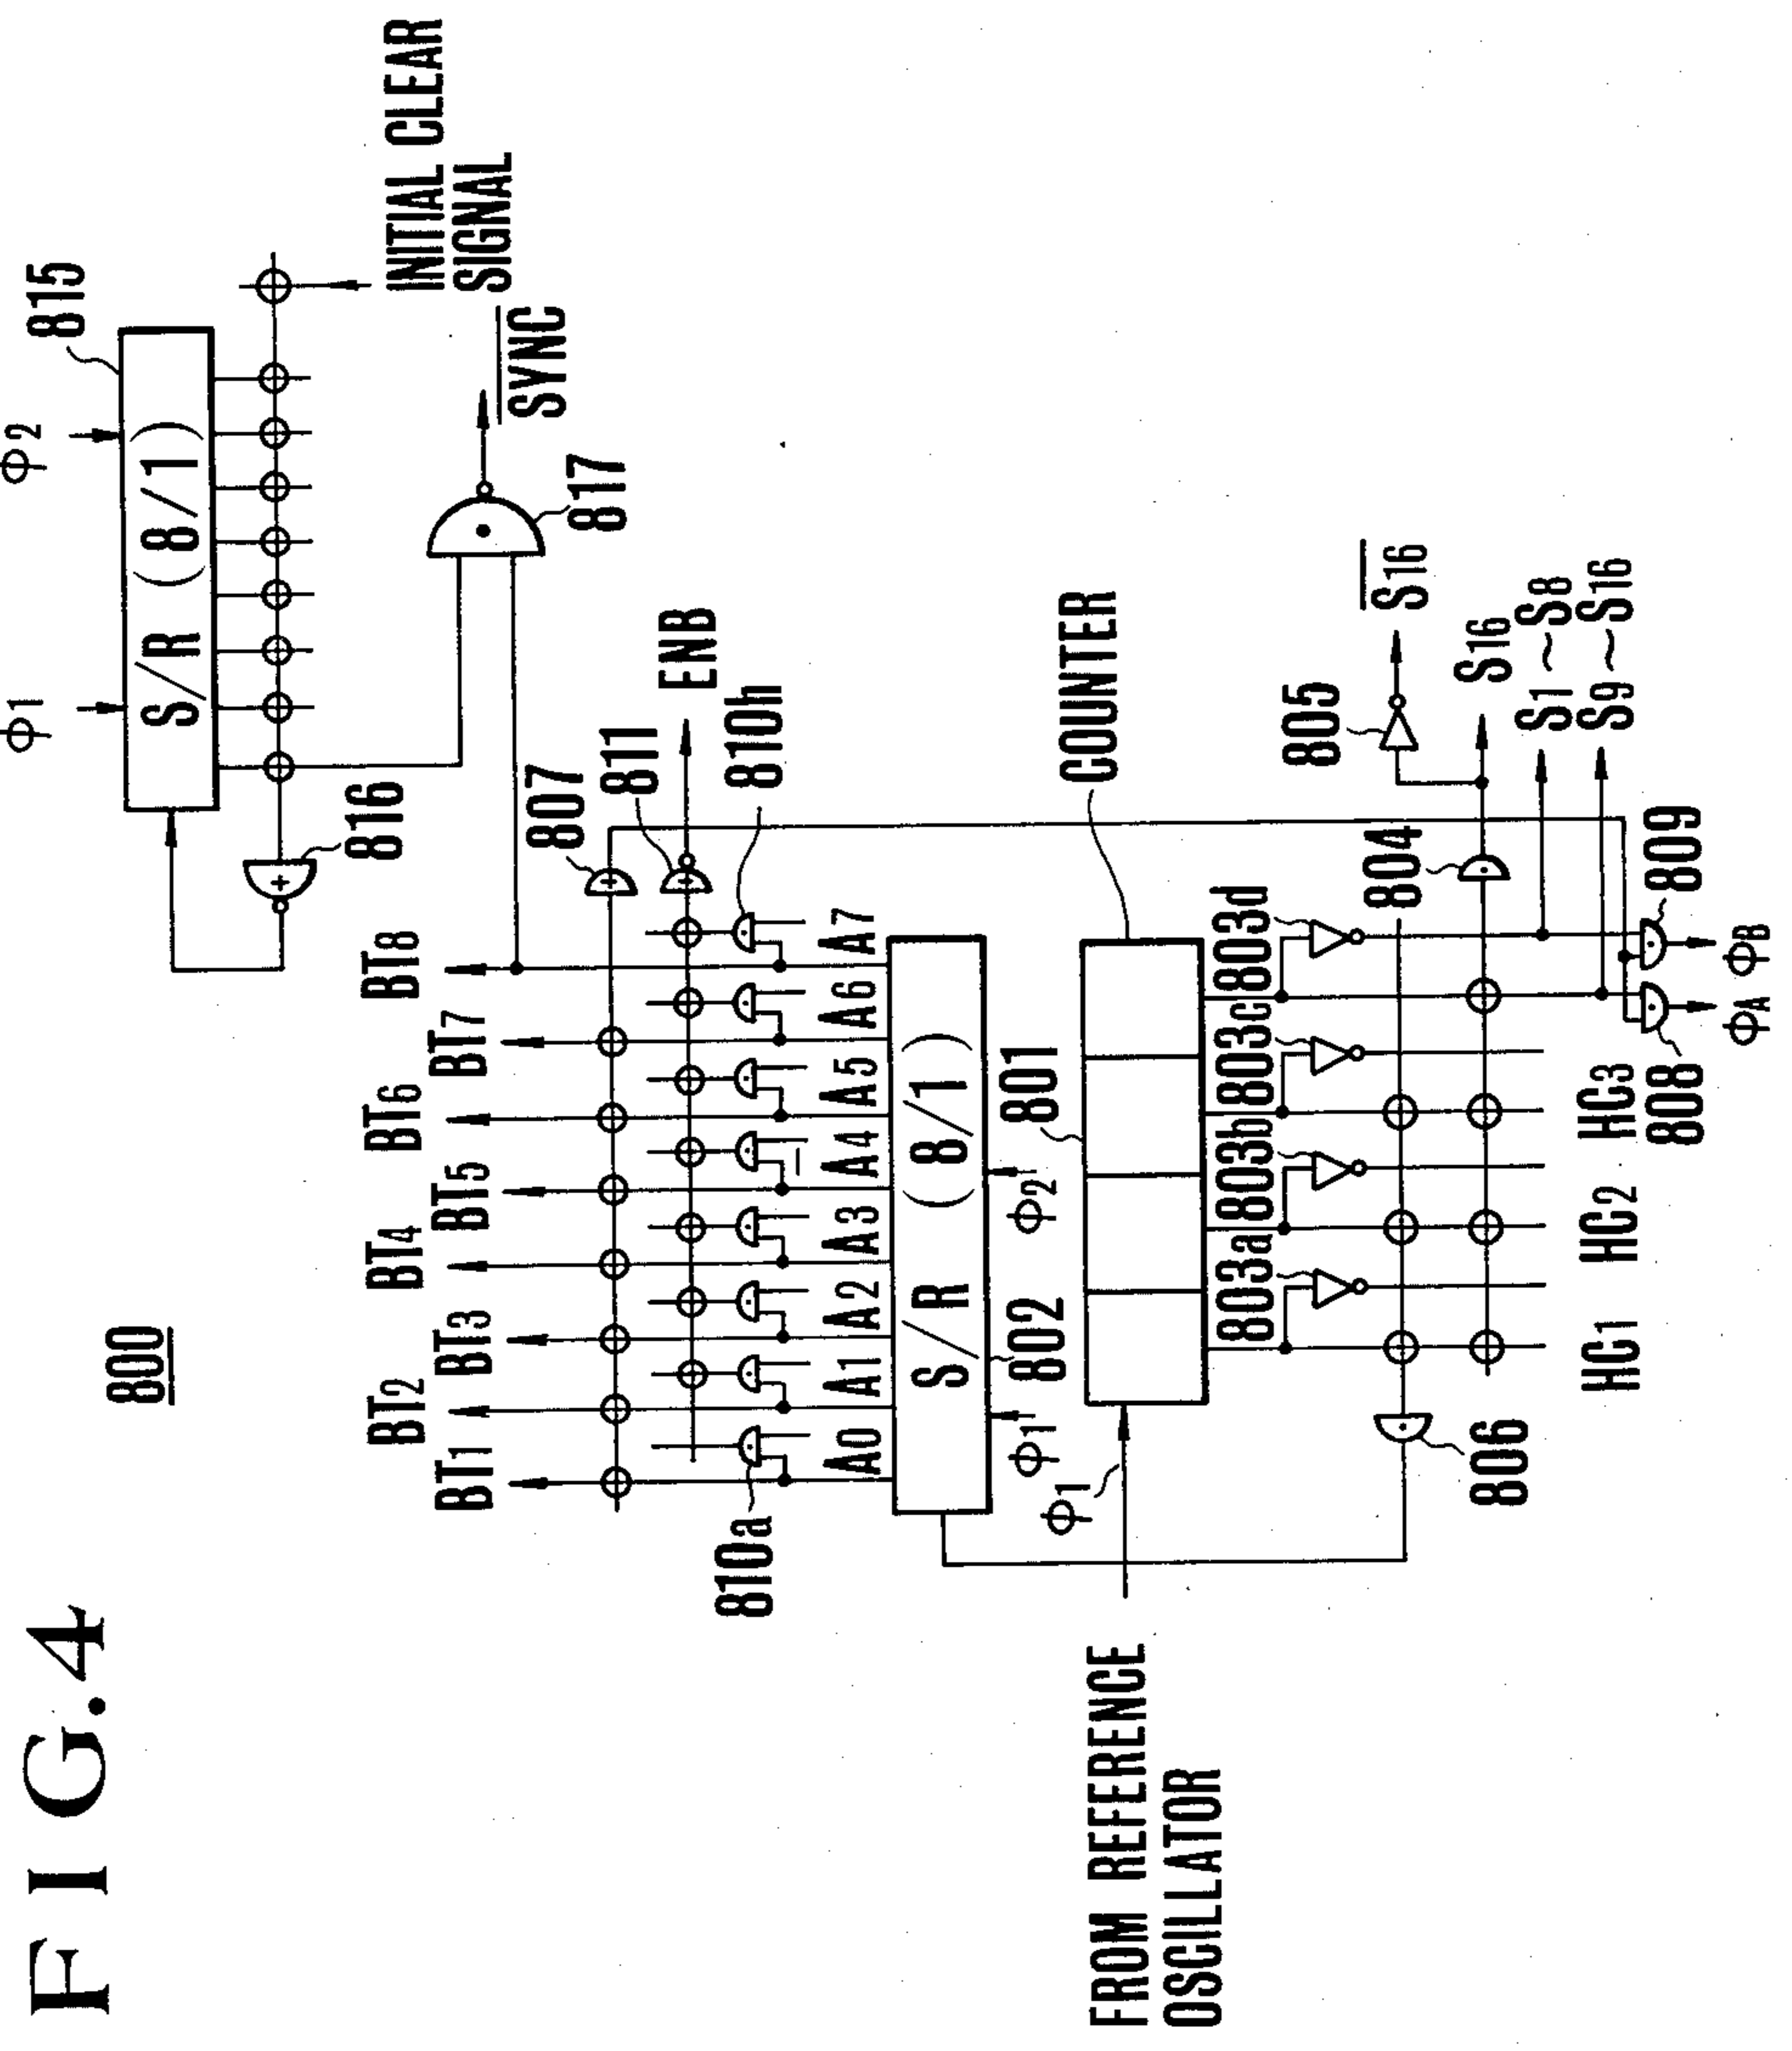 FIG.4
800
ϕ1
ϕ2
815
S/R (8/1)
816
INITIAL CLEAR
SIGNAL
817
S̅Y̅N̅C̅
BT1
BT2
BT3
BT4
BT5
BT6
BT7
BT8
807
811
ENB
810a
810h
A0
A1
A2
A3
A4
A5
A6
A7
S/R (8/1)
ϕ1
802
ϕ2
801
COUNTER
ϕ1
FROM REFERENCE
OSCILLATOR
803a
803b
803c
803d
804
805
S̅1̅6̅
S16
S1~S8
S9~S16
806
HC1
HC2
HC3
808
809
ϕA
ϕB